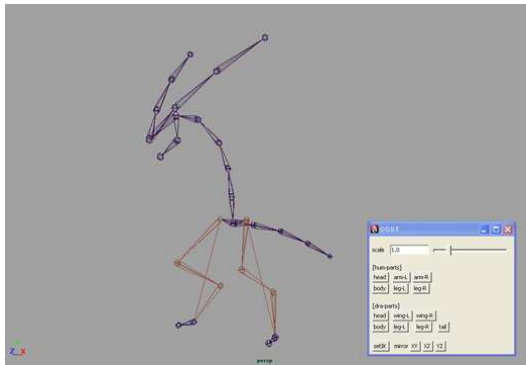 scale 1.0
[hum-parts]
head arm-L arm-R
body leg-L leg-R
[dra-parts]
head wing-L wing-R
body leg-L leg-R tail
setIK mirror XY XZ YZ
Z X
persp